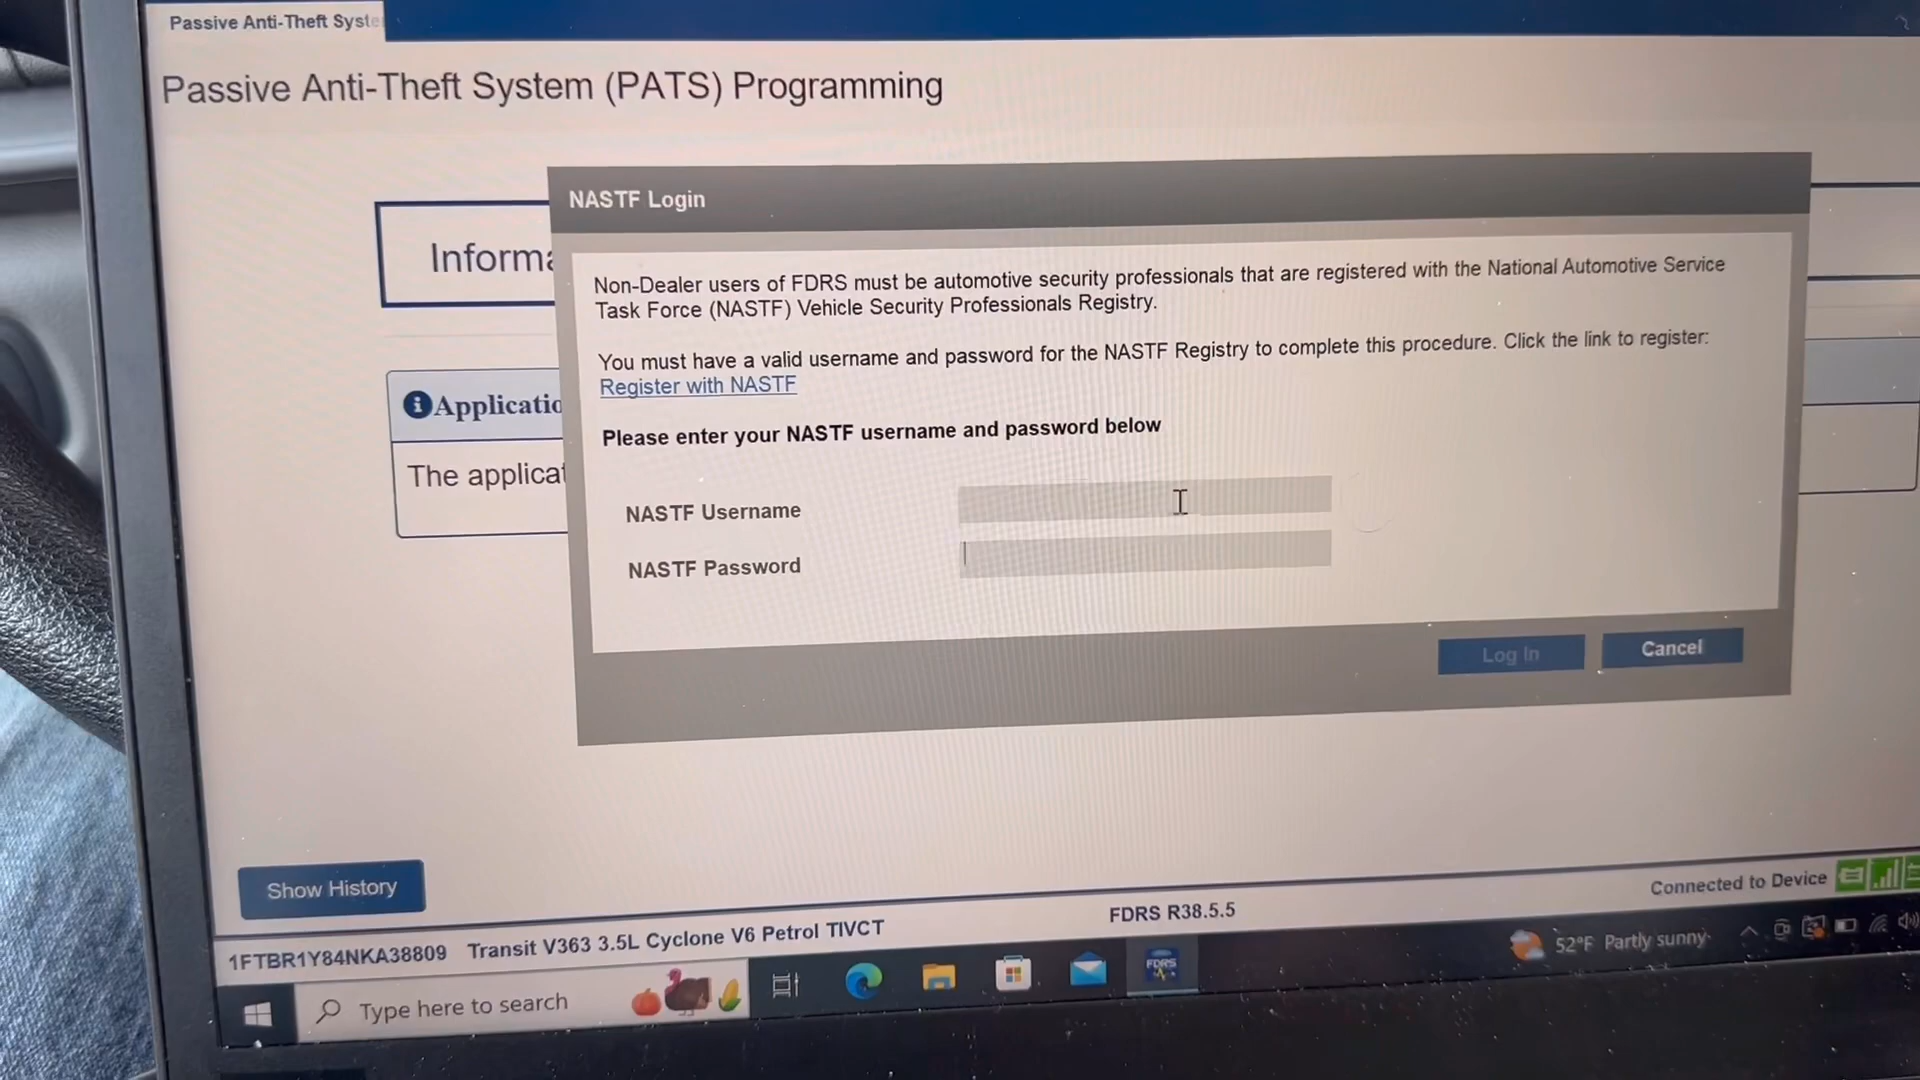 Passive Anti-Theft Syste
Passive Anti-Theft System (PATS) Programming
NASTF Login
Informa
Non-Dealer users of FDRS must be automotive security professionals that are registered with the National Automotive Service
Task Force (NASTF) Vehicle Security Professionals Registry.
You must have a valid username and password for the NASTF Registry to complete this procedure. Click the link to register:
Register with NASTF
Applicatio
Please enter your NASTF username and password below
The applicat
NASTF Username
NASTF Password
Log In
Cancel
Show History
Connected to Device
1FTBR1Y84NKA38809 Transit V363 3.5L Cyclone V6 Petrol TIVCT
FDRS R38.5.5
Type here to search
FDRS
52°F Partly sunny